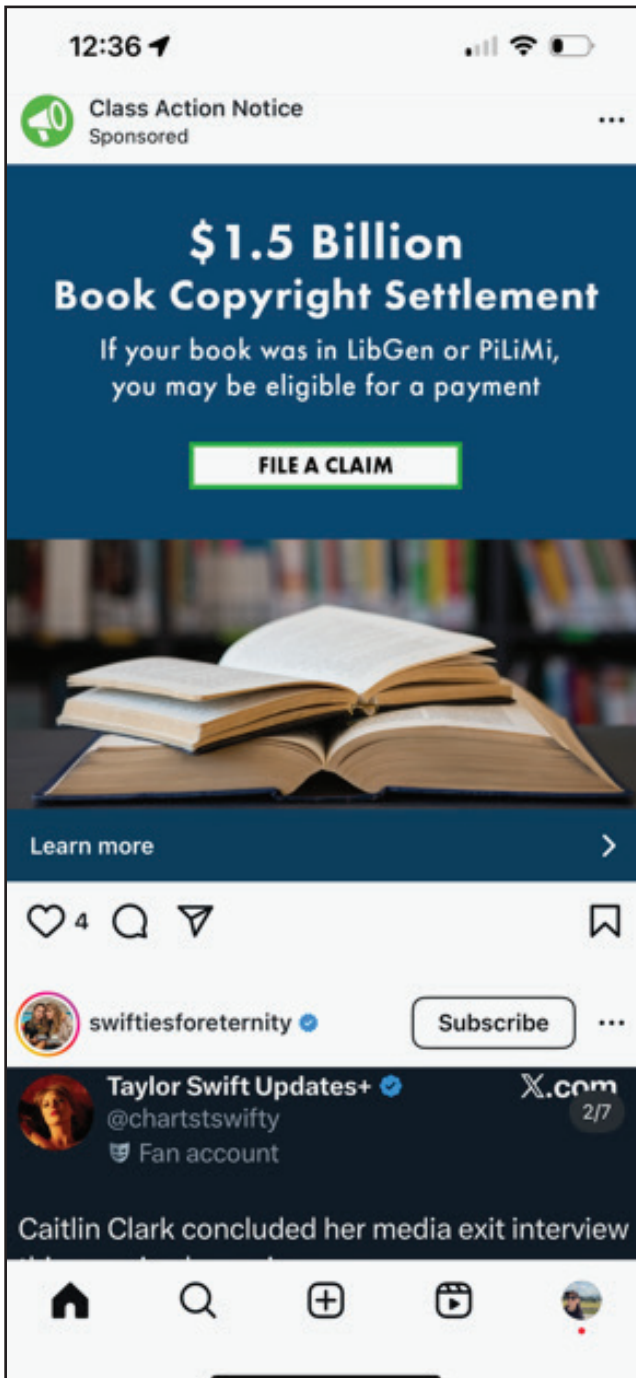 12:36
Class Action Notice
Sponsored
$1.5 Billion
Book Copyright Settlement
If your book was in LibGen or PiLiMi,
you may be eligible for a payment
FILE A CLAIM
Learn more
4
swiftiesforeternity
Subscribe
Taylor Swift Updates+
X.com
@chartstswifty
2/7
Fan account
Caitlin Clark concluded her media exit interview